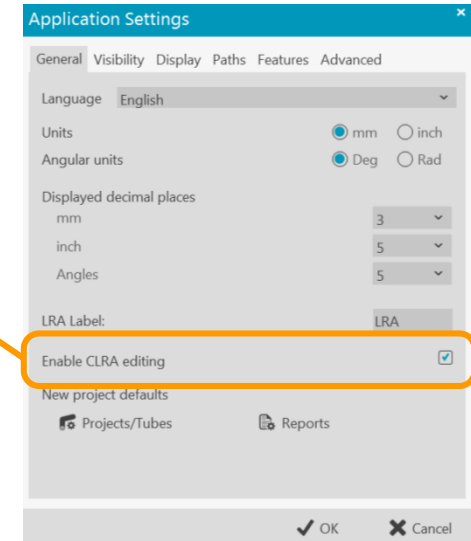 Application Settings
General Visibility Display Paths Features Advanced
Language English
Units mm inch
Angular units Deg Rad
Displayed decimal places
mm 3
inch 5
Angles 5
LRA Label: LRA
Enable CLRA editing
New project defaults
Projects/Tubes Reports
OK Cancel